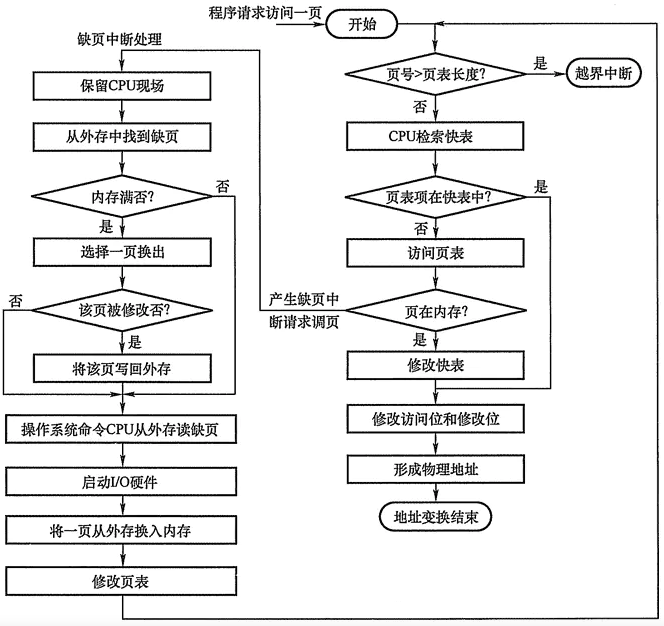 程序请求访问一页
开始
缺页中断处理
保留CPU现场
从外存中找到缺页
内存满否?
否
是
选择一页换出
否
该页被修改否?
是
将该页写回外存
操作系统命令CPU从外存读缺页
启动I/O硬件
将一页从外存换入内存
修改页表
页号>页表长度?
是
越界中断
否
CPU检索快表
页表项在快表中?
是
否
访问页表
产生缺页中
断请求调页
页在内存?
是
修改快表
修改访问位和修改位
形成物理地址
地址变换结束